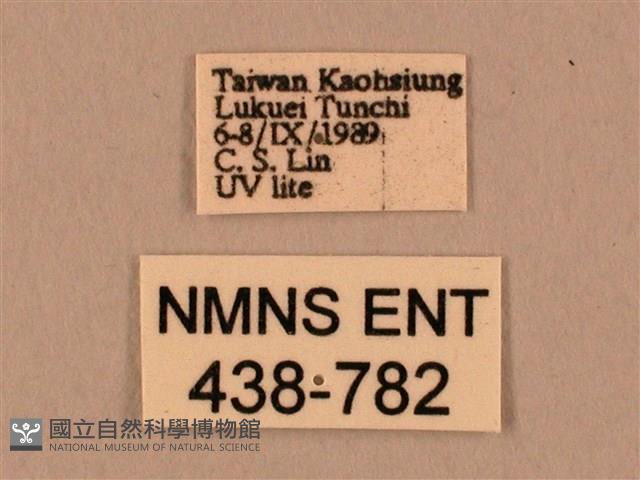 Taiwan Kaohsiung
Lukuei Tunchi
6-8/IX/1989
C. S. Lin
UV lite
NMNS ENT
438-782
國立自然科學博物館
NATIONAL MUSEUM OF NATURAL SCIENCE